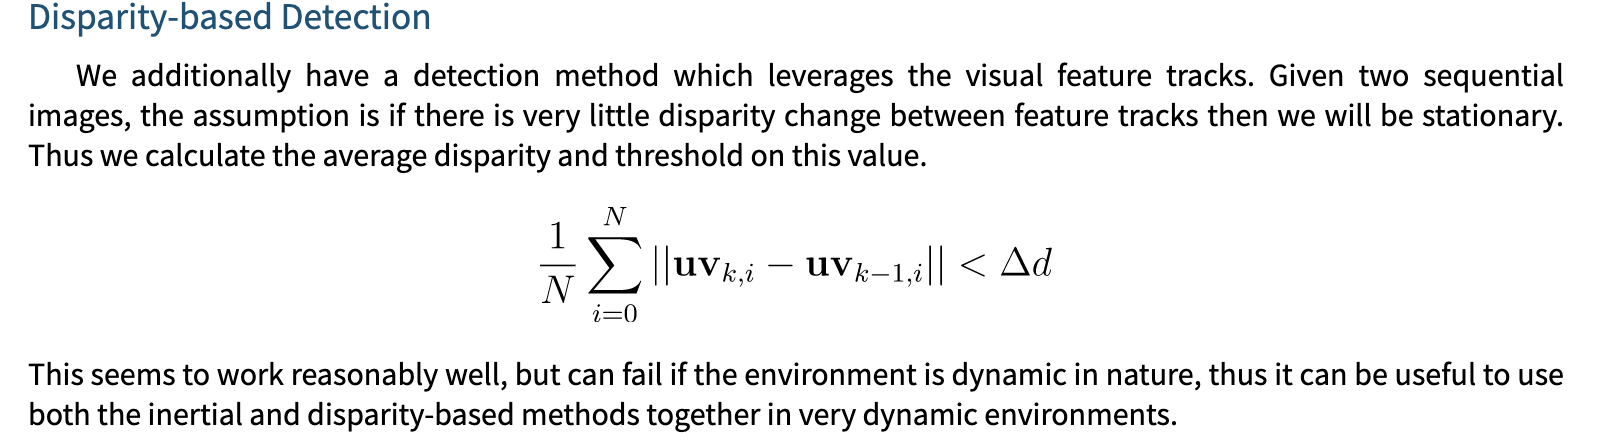 Disparity-based Detection
We additionally have a detection method which leverages the visual feature tracks. Given two sequential
images, the assumption is if there is very little disparity change between feature tracks then we will be stationary.
Thus we calculate the average disparity and threshold on this value.
$$\frac{1}{N} \sum_{i=0}^{N} ||\mathbf{uv}_{k,i} - \mathbf{uv}_{k-1,i}|| < \Delta d$$
This seems to work reasonably well, but can fail if the environment is dynamic in nature, thus it can be useful to use
both the inertial and disparity-based methods together in very dynamic environments.